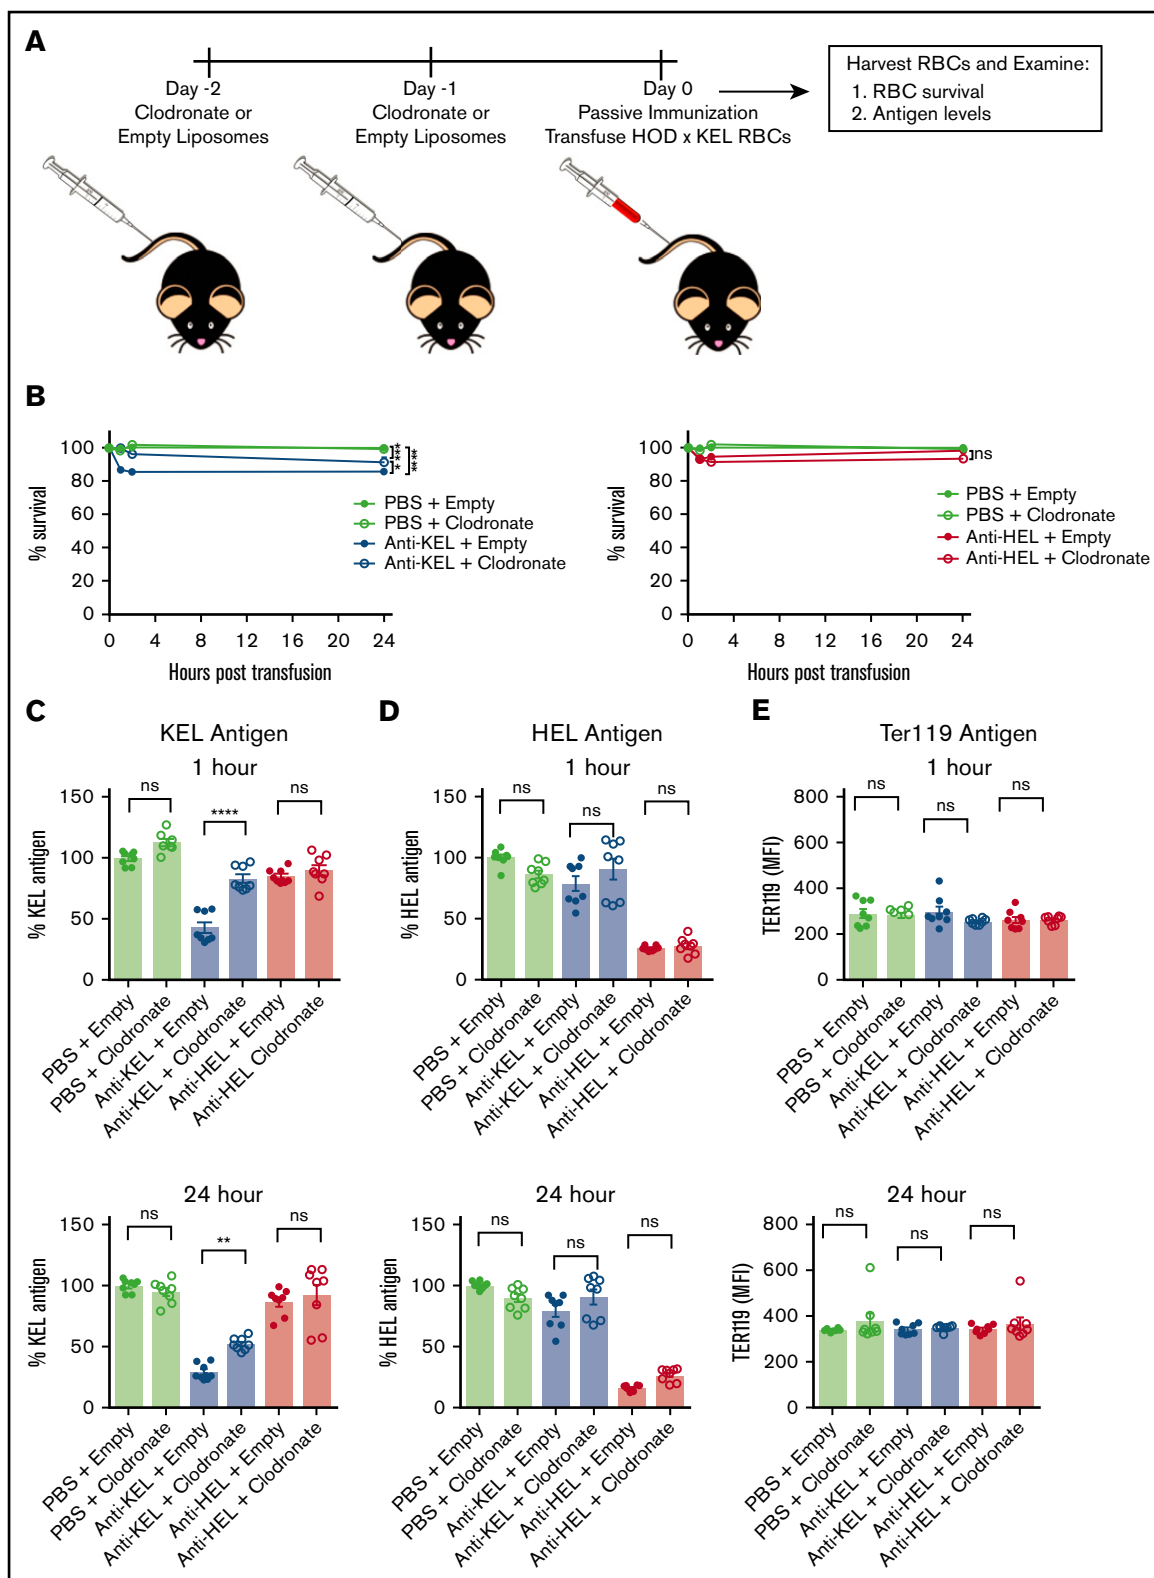 A
Day -2
Clodronate or
Empty Liposomes
Day -1
Clodronate or
Empty Liposomes
Day 0
Passive Immunization
Transfuse HOD x KEL RBCs
Harvest RBCs and Examine:
1. RBC survival
2. Antigen levels
B
% survival
100
80
60
40
20
0
0 4 8 12 16 20 24
Hours post transfusion
****
*
****
PBS + Empty
PBS + Clodronate
Anti-KEL + Empty
Anti-KEL + Clodronate
% survival
100
80
60
40
20
0
0 4 8 12 16 20 24
Hours post transfusion
ns
PBS + Empty
PBS + Clodronate
Anti-HEL + Empty
Anti-HEL + Clodronate
C
KEL Antigen
1 hour
% KEL antigen
150
100
50
0
ns **** ns
PBS + Empty
PBS + Clodronate
Anti-KEL + Empty
Anti-KEL + Clodronate
Anti-HEL + Empty
Anti-HEL Clodronate
24 hour
% KEL antigen
150
100
50
0
ns ** ns
PBS + Empty
PBS + Clodronate
Anti-KEL + Empty
Anti-KEL + Clodronate
Anti-HEL + Empty
Anti-HEL + Clodronate
D
HEL Antigen
1 hour
% HEL antigen
150
100
50
0
ns ns ns
PBS + Empty
PBS + Clodronate
Anti-KEL + Empty
Anti-KEL + Clodronate
Anti-HEL + Empty
Anti-HEL + Clodronate
24 hour
% HEL antigen
150
100
50
0
ns ns ns
PBS + Empty
PBS + Clodronate
Anti-KEL + Empty
Anti-KEL + Clodronate
Anti-HEL + Empty
Anti-HEL + Clodronate
E
Ter119 Antigen
1 hour
TER119 (MFI)
800
600
400
200
0
ns ns ns
PBS + Empty
PBS + Clodronate
Anti-KEL + Empty
Anti-KEL + Clodronate
Anti-HEL + Empty
Anti-HEL + Clodronate
24 hour
TER119 (MFI)
800
600
400
200
0
ns ns ns
PBS + Empty
PBS + Clodronate
Anti-KEL + Empty
Anti-KEL + Clodronate
Anti-HEL + Empty
Anti-HEL + Clodronate